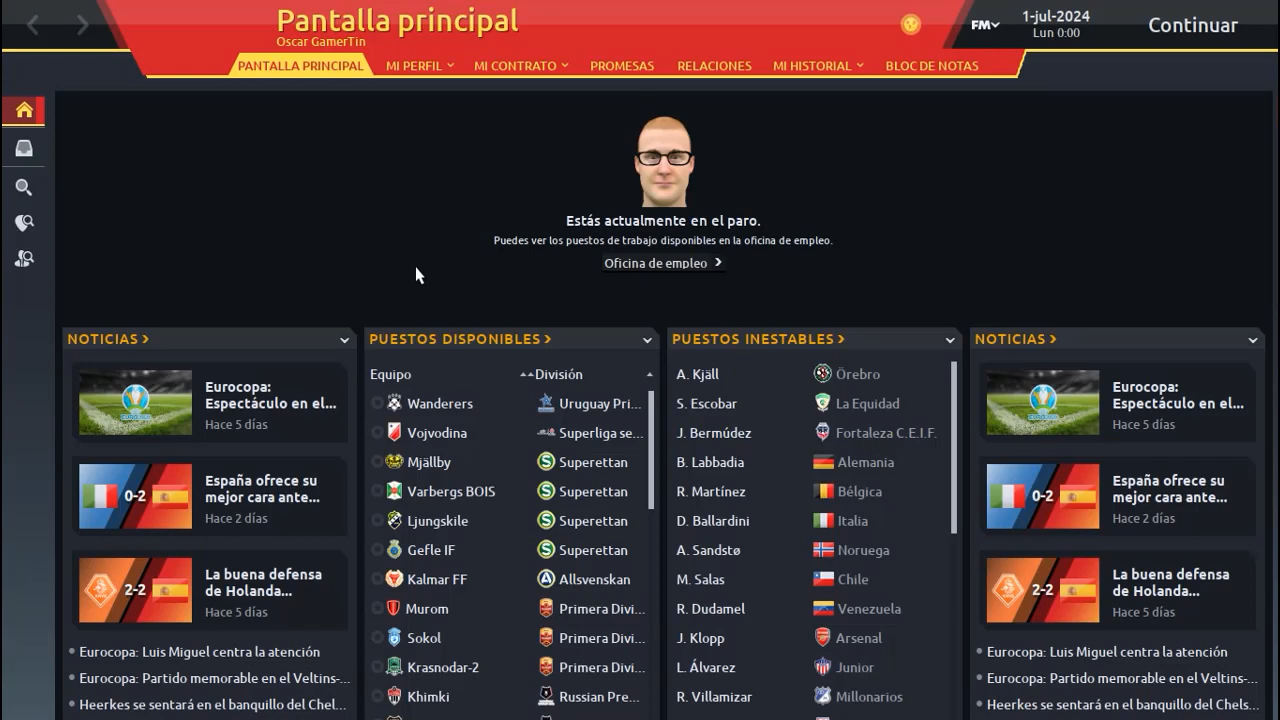 Pantalla principal
Oscar GamerTin
FM
1-jul-2024
Lun 0:00
Continuar
PANTALLA PRINCIPAL MI PERFIL MI CONTRATO PROMESAS RELACIONES MI HISTORIAL BLOC DE NOTAS
Estás actualmente en el paro.
Puedes ver los puestos de trabajo disponibles en la oficina de empleo.
Oficina de empleo >
NOTICIAS >
Eurocopa:
Espectáculo en el...
Hace 5 días
0-2
España ofrece su
mejor cara ante...
Hace 2 días
2-2
La buena defensa
de Holanda...
Hace 5 días
• Eurocopa: Luis Miguel centra la atención
• Eurocopa: Partido memorable en el Veltins-...
• Heerkes se sentará en el banquillo del Chel...
PUESTOS DISPONIBLES >
Equipo División
Wanderers Uruguay Pri...
Vojvodina Superliga se...
Mjällby Superettan
Varbergs BOIS Superettan
Ljungskile Superettan
Gefle IF Superettan
Kalmar FF Allsvenskan
Murom Primera Divi...
Sokol Primera Divi...
Krasnodar-2 Primera Divi...
Khimki Russian Pre...
PUESTOS INESTABLES >
A. Kjäll Örebro
S. Escobar La Equidad
J. Bermúdez Fortaleza C.E.I.F.
B. Labbadia Alemania
R. Martínez Bélgica
D. Ballardini Italia
A. Sandstø Noruega
M. Salas Chile
R. Dudamel Venezuela
J. Klopp Arsenal
L. Álvarez Junior
R. Villamizar Millonarios
NOTICIAS >
Eurocopa:
Espectáculo en el...
Hace 5 días
0-2
España ofrece su
mejor cara ante...
Hace 2 días
2-2
La buena defensa
de Holanda...
Hace 5 días
• Eurocopa: Luis Miguel centra la atención
• Eurocopa: Partido memorable en el Veltins-...
• Heerkes se sentará en el banquillo del Chels...